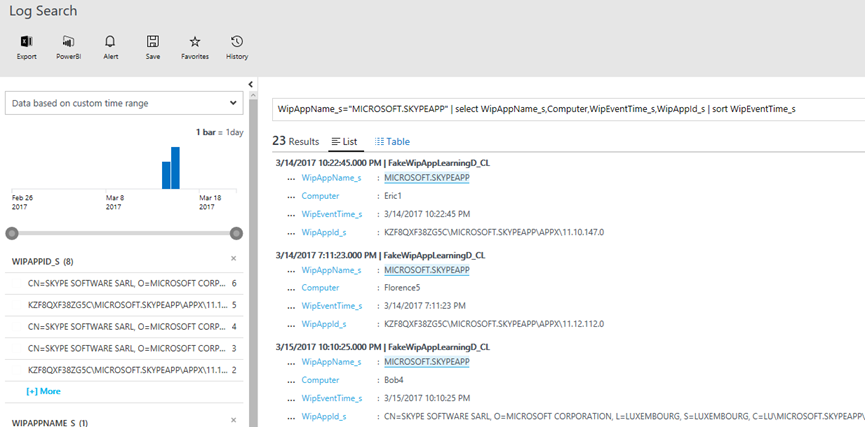 Log Search
Export PowerBI Alert Save Favorites History
Data based on custom time range
1 bar = 1day
Feb 26 2017
Mar 8 2017
Mar 18 2017
WIPAPPID_S (8)
CN=SKYPE SOFTWARE SARL, O=MICROSOFT CORP... 6
KZF8QXF38ZG5C\MICROSOFT.SKYPEAPP\APPX\11.1... 5
CN=SKYPE SOFTWARE SARL, O=MICROSOFT CORP... 4
CN=SKYPE SOFTWARE SARL, O=MICROSOFT CORP... 3
KZF8QXF38ZG5C\MICROSOFT.SKYPEAPP\APPX\11.1... 2
[+] More
WIPAPPNAME_S (1)
WipAppName_s="MICROSOFT.SKYPEAPP" | select WipAppName_s,Computer,WipEventTime_s,WipAppId_s | sort WipEventTime_s
23 Results List Table
3/14/2017 10:22:45.000 PM | FakeWipAppLearningD_CL
... WipAppName_s : MICROSOFT.SKYPEAPP
... Computer : Eric1
... WipEventTime_s : 3/14/2017 10:22:45 PM
... WipAppId_s : KZF8QXF38ZG5C\MICROSOFT.SKYPEAPP\APPX\11.10.147.0
3/14/2017 7:11:23.000 PM | FakeWipAppLearningD_CL
... WipAppName_s : MICROSOFT.SKYPEAPP
... Computer : Florence5
... WipEventTime_s : 3/14/2017 7:11:23 PM
... WipAppId_s : KZF8QXF38ZG5C\MICROSOFT.SKYPEAPP\APPX\11.12.112.0
3/15/2017 10:10:25.000 PM | FakeWipAppLearningD_CL
... WipAppName_s : MICROSOFT.SKYPEAPP
... Computer : Bob4
... WipEventTime_s : 3/15/2017 10:10:25 PM
... WipAppId_s : CN=SKYPE SOFTWARE SARL, O=MICROSOFT CORPORATION, L=LUXEMBOURG, S=LUXEMBOURG, C=LU\MICROSOFT.SKYPEAPP\